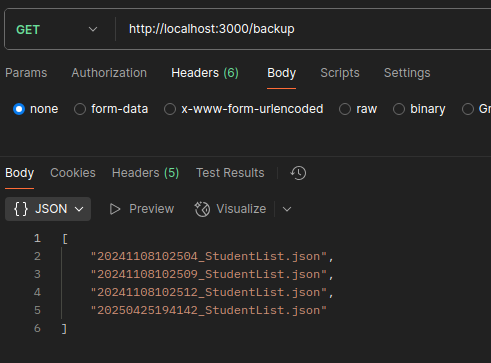 GET http://localhost:3000/backup
Params Authorization Headers (6) Body Scripts Settings
none form-data x-www-form-urlencoded raw binary Gr
Body Cookies Headers (5) Test Results
{ } JSON Preview Visualize
1 [
2 "20241108102504_StudentList.json",
3 "20241108102509_StudentList.json",
4 "20241108102512_StudentList.json",
5 "20250425194142_StudentList.json"
6 ]